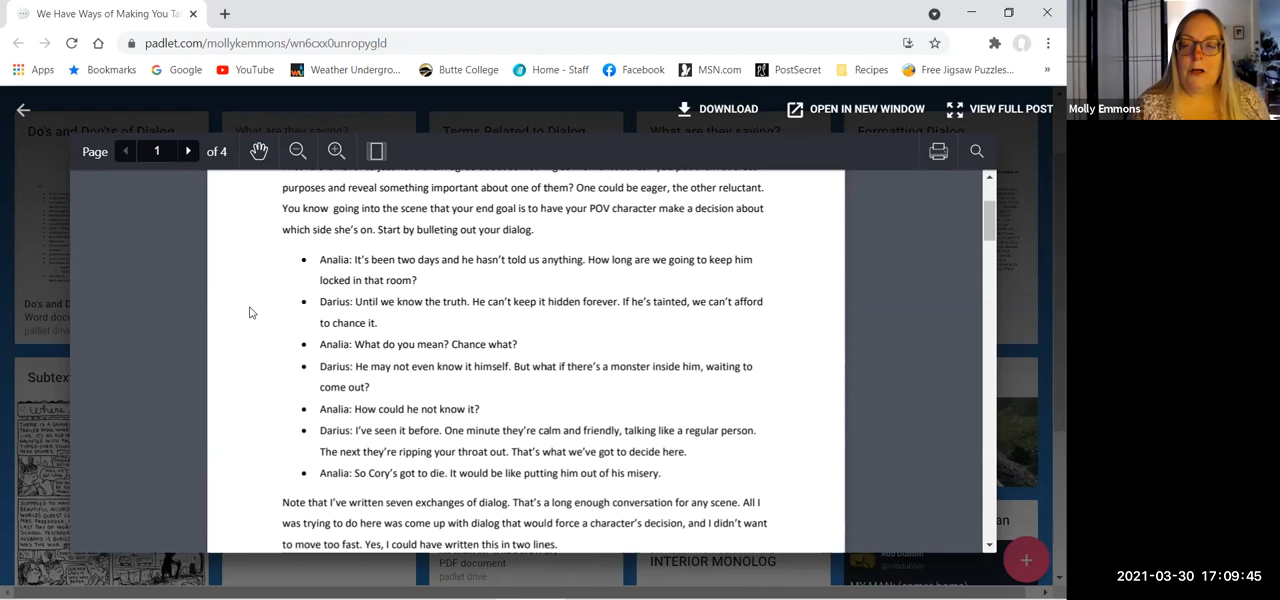 We Have Ways of Making You Ta
padlet.com/mollykemmons/wn6cxx0unropygld
Apps Bookmarks Google YouTube Weather Undergro... Butte College Home - Staff Facebook MSN.com PostSecret Recipes Free Jigsaw Puzzles... »
Molly Emmons
DOWNLOAD OPEN IN NEW WINDOW VIEW FULL POST
Do's and Don'ts of Dialog What are they saying? Terms Related to Dialog What are they saying? Formatting Dialog
Page 1 of 4
purposes and reveal something important about one of them? One could be eager, the other reluctant.
You know going into the scene that your end goal is to have your POV character make a decision about
which side she's on. Start by bulleting out your dialog.
• Analia: It's been two days and he hasn't told us anything. How long are we going to keep him
locked in that room?
• Darius: Until we know the truth. He can't keep it hidden forever. If he's tainted, we can't afford
to chance it.
• Analia: What do you mean? Chance what?
• Darius: He may not even know it himself. But what if there's a monster inside him, waiting to
come out?
• Analia: How could he not know it?
• Darius: I've seen it before. One minute they're calm and friendly, talking like a regular person.
The next they're ripping your throat out. That's what we've got to decide here.
• Analia: So Cory's got to die. It would be like putting him out of his misery.
Note that I've written seven exchanges of dialog. That's a long enough conversation for any scene. All I
was trying to do here was come up with dialog that would force a character's decision, and I didn't want
to move too fast. Yes, I could have written this in two lines.
Do's and
Word doc
padlet driv
Subtex
PDF document
padlet drive
INTERIOR MONOLOG
@robdubbin
2021-03-30 17:09:45